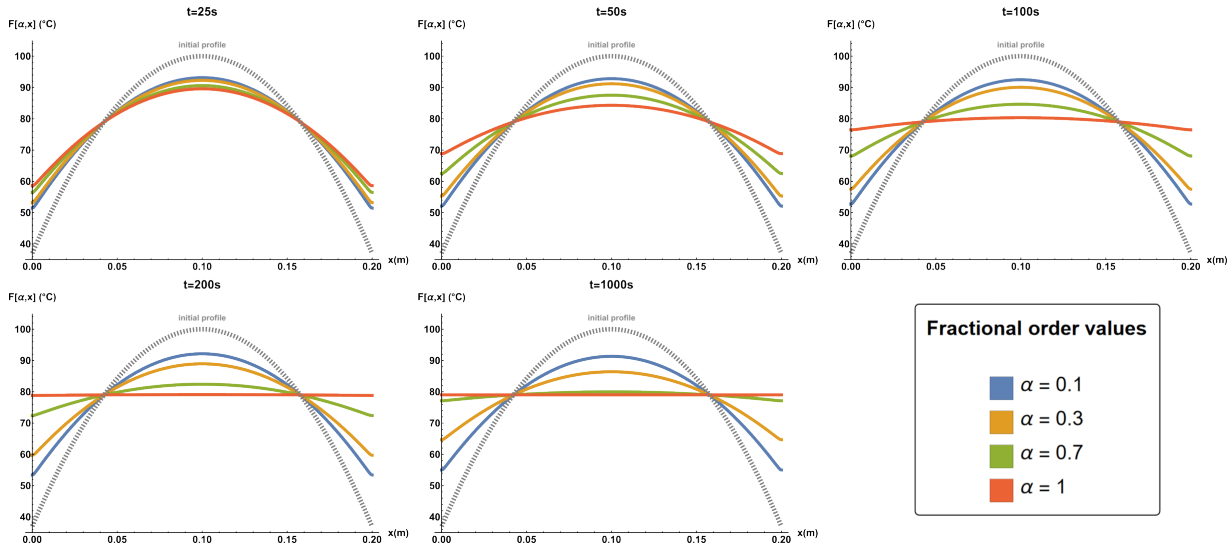 t=25s
F[α,x] (°C)
initial profile
100
90
80
70
60
50
40
0.00 0.05 0.10 0.15 0.20
x(m)
t=50s
F[α,x] (°C)
initial profile
100
90
80
70
60
50
40
0.00 0.05 0.10 0.15 0.20
x(m)
t=100s
F[α,x] (°C)
initial profile
100
90
80
70
60
50
40
0.00 0.05 0.10 0.15 0.20
x(m)
t=200s
F[α,x] (°C)
initial profile
100
90
80
70
60
50
40
0.00 0.05 0.10 0.15 0.20
x(m)
t=1000s
F[α,x] (°C)
initial profile
100
90
80
70
60
50
40
0.00 0.05 0.10 0.15 0.20
x(m)
Fractional order values
α = 0.1
α = 0.3
α = 0.7
α = 1